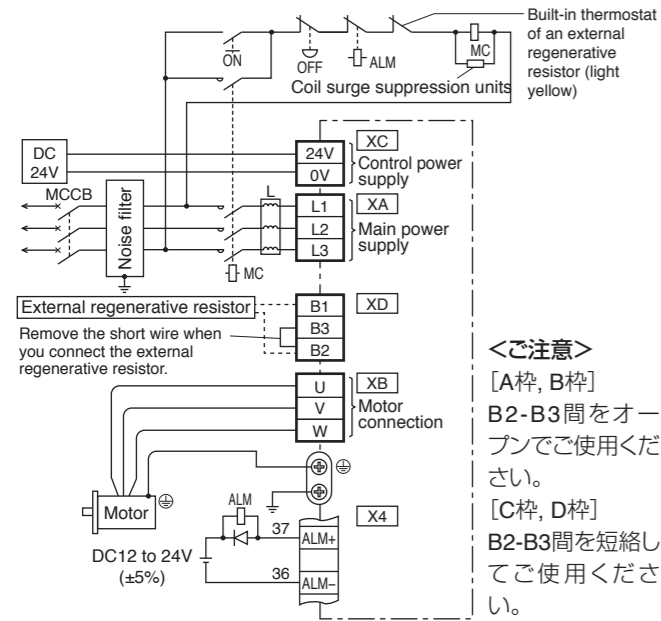 Built-in thermostat
of an external
regenerative
resistor (light
yellow)
ON
OFF
ALM
MC
Coil surge suppression units
DC
24V
24V
0V
XC
Control power
supply
MCCB
Noise filter
L
L1
L2
L3
XA
Main power
supply
MC
External regenerative resistor
Remove the short wire when
you connect the external
regenerative resistor.
B1
B3
B2
XD
U
V
W
XB
Motor
connection
Motor
ALM
DC12 to 24V
(±5%)
37
36
ALM+
ALM−
X4
<ご注意>
[A枠, B枠]
B2-B3間をオー
プンでご使用くだ
さい。
[C枠, D枠]
B2-B3間を短絡し
てご使用くださ
い。